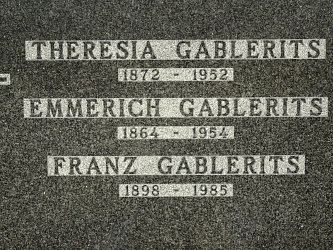 THERESIA GABLERITS
1872 - 1952
EMMERICH GABLERITS
1864 - 1954
FRANZ GABLERITS
1898 - 1985